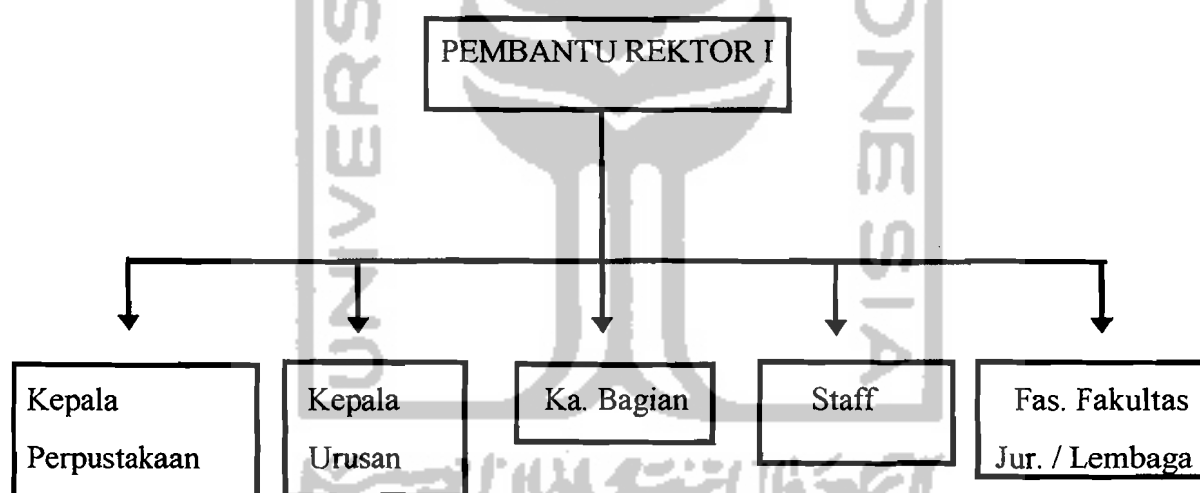 PEMBANTU REKTOR I
Kepala
Perpustakaan
Kepala
Urusan
Ka. Bagian
Staff
Fas. Fakultas
Jur. / Lembaga